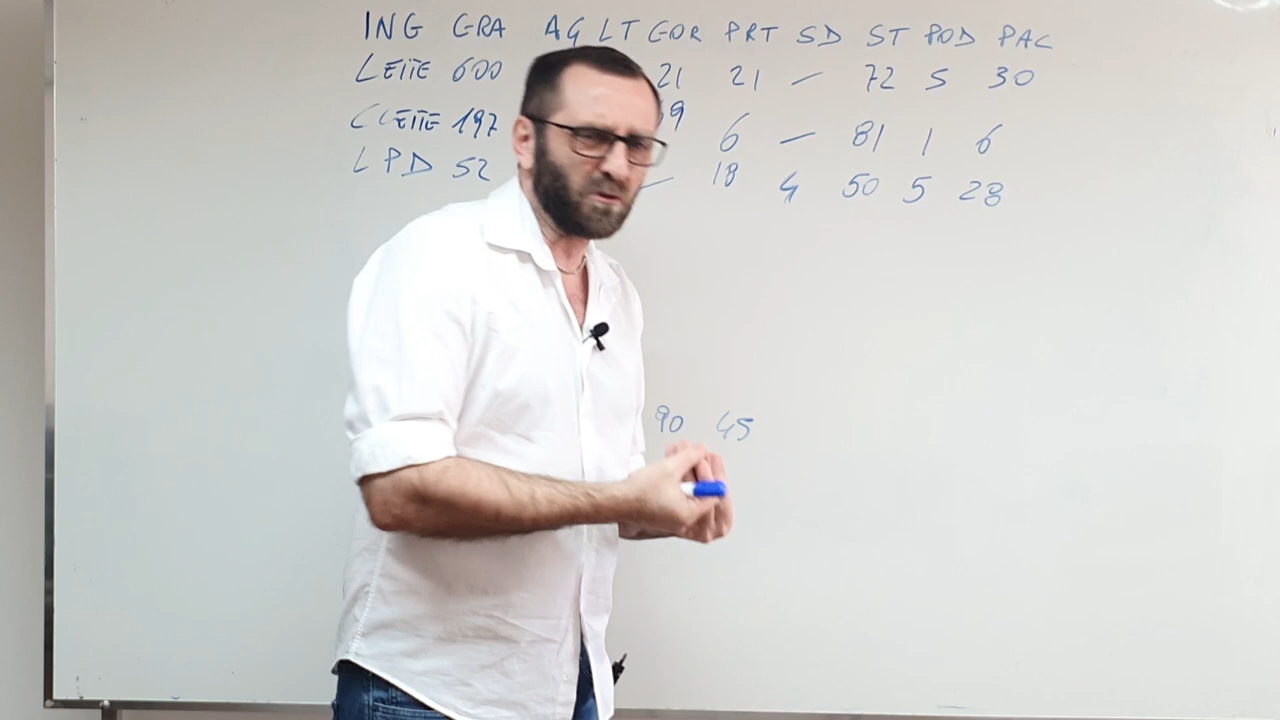 ING GRA AG LT GOR PRT SD ST POD PAC
LEITE 600 21 21 - 72 5 30
CLEITE 197 9 6 - 81 1 6
LPD 52 - 18 4 50 5 28
90 45